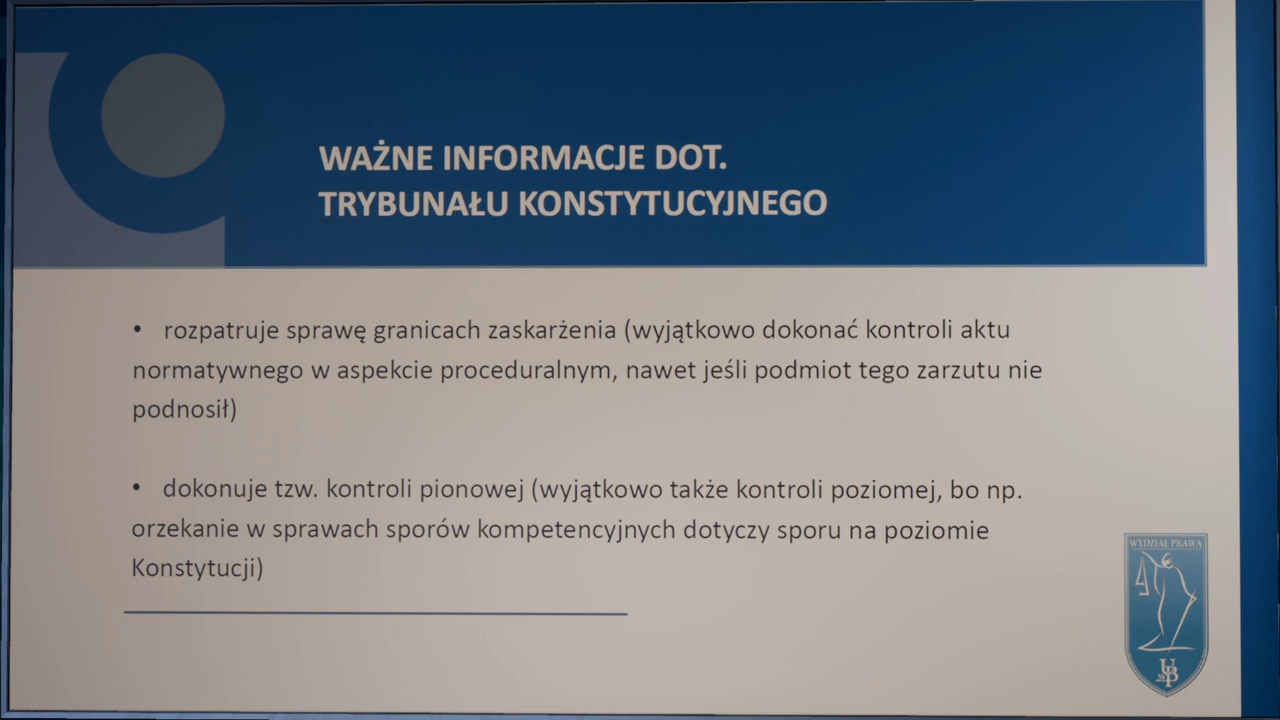 WAŻNE INFORMACJE DOT.
TRYBUNAŁU KONSTYTUCYJNEGO
• rozpatruje sprawę granicach zaskarżenia (wyjątkowo dokonać kontroli aktu
normatywnego w aspekcie proceduralnym, nawet jeśli podmiot tego zarzutu nie
podnosił)
• dokonuje tzw. kontroli pionowej (wyjątkowo także kontroli poziomej, bo np.
orzekanie w sprawach sporów kompetencyjnych dotyczy sporu na poziomie
Konstytucji)
WYDZIAŁ PRAWA
UwB